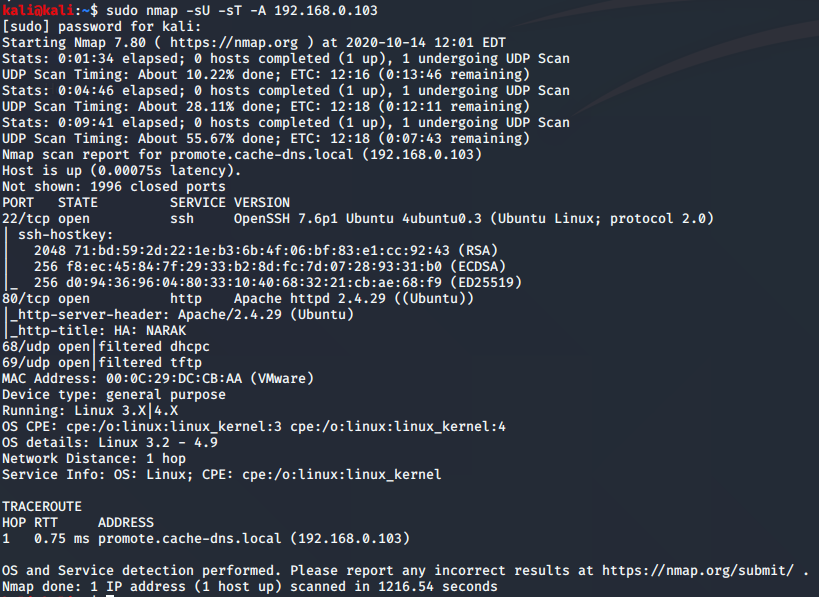 kali@kali:~$ sudo nmap -sU -sT -A 192.168.0.103
[sudo] password for kali:
Starting Nmap 7.80 ( https://nmap.org ) at 2020-10-14 12:01 EDT
Stats: 0:01:34 elapsed; 0 hosts completed (1 up), 1 undergoing UDP Scan
UDP Scan Timing: About 10.22% done; ETC: 12:16 (0:13:46 remaining)
Stats: 0:04:46 elapsed; 0 hosts completed (1 up), 1 undergoing UDP Scan
UDP Scan Timing: About 28.11% done; ETC: 12:18 (0:12:11 remaining)
Stats: 0:09:41 elapsed; 0 hosts completed (1 up), 1 undergoing UDP Scan
UDP Scan Timing: About 55.67% done; ETC: 12:18 (0:07:43 remaining)
Nmap scan report for promote.cache-dns.local (192.168.0.103)
Host is up (0.00075s latency).
Not shown: 1996 closed ports
PORT   STATE         SERVICE VERSION
22/tcp open          ssh     OpenSSH 7.6p1 Ubuntu 4ubuntu0.3 (Ubuntu Linux; protocol 2.0)
| ssh-hostkey:
|   2048 71:bd:59:2d:22:1e:b3:6b:4f:06:bf:83:e1:cc:92:43 (RSA)
|   256 f8:ec:45:84:7f:29:33:b2:8d:fc:7d:07:28:93:31:b0 (ECDSA)
|_  256 d0:94:36:96:04:80:33:10:40:68:32:21:cb:ae:68:f9 (ED25519)
80/tcp open          http    Apache httpd 2.4.29 ((Ubuntu))
|_http-server-header: Apache/2.4.29 (Ubuntu)
|_http-title: HA: NARAK
68/udp open|filtered dhcpc
69/udp open|filtered tftp
MAC Address: 00:0C:29:DC:CB:AA (VMware)
Device type: general purpose
Running: Linux 3.X|4.X
OS CPE: cpe:/o:linux:linux_kernel:3 cpe:/o:linux:linux_kernel:4
OS details: Linux 3.2 - 4.9
Network Distance: 1 hop
Service Info: OS: Linux; CPE: cpe:/o:linux:linux_kernel
TRACEROUTE
HOP RTT     ADDRESS
1   0.75 ms promote.cache-dns.local (192.168.0.103)
OS and Service detection performed. Please report any incorrect results at https://nmap.org/submit/ .
Nmap done: 1 IP address (1 host up) scanned in 1216.54 seconds